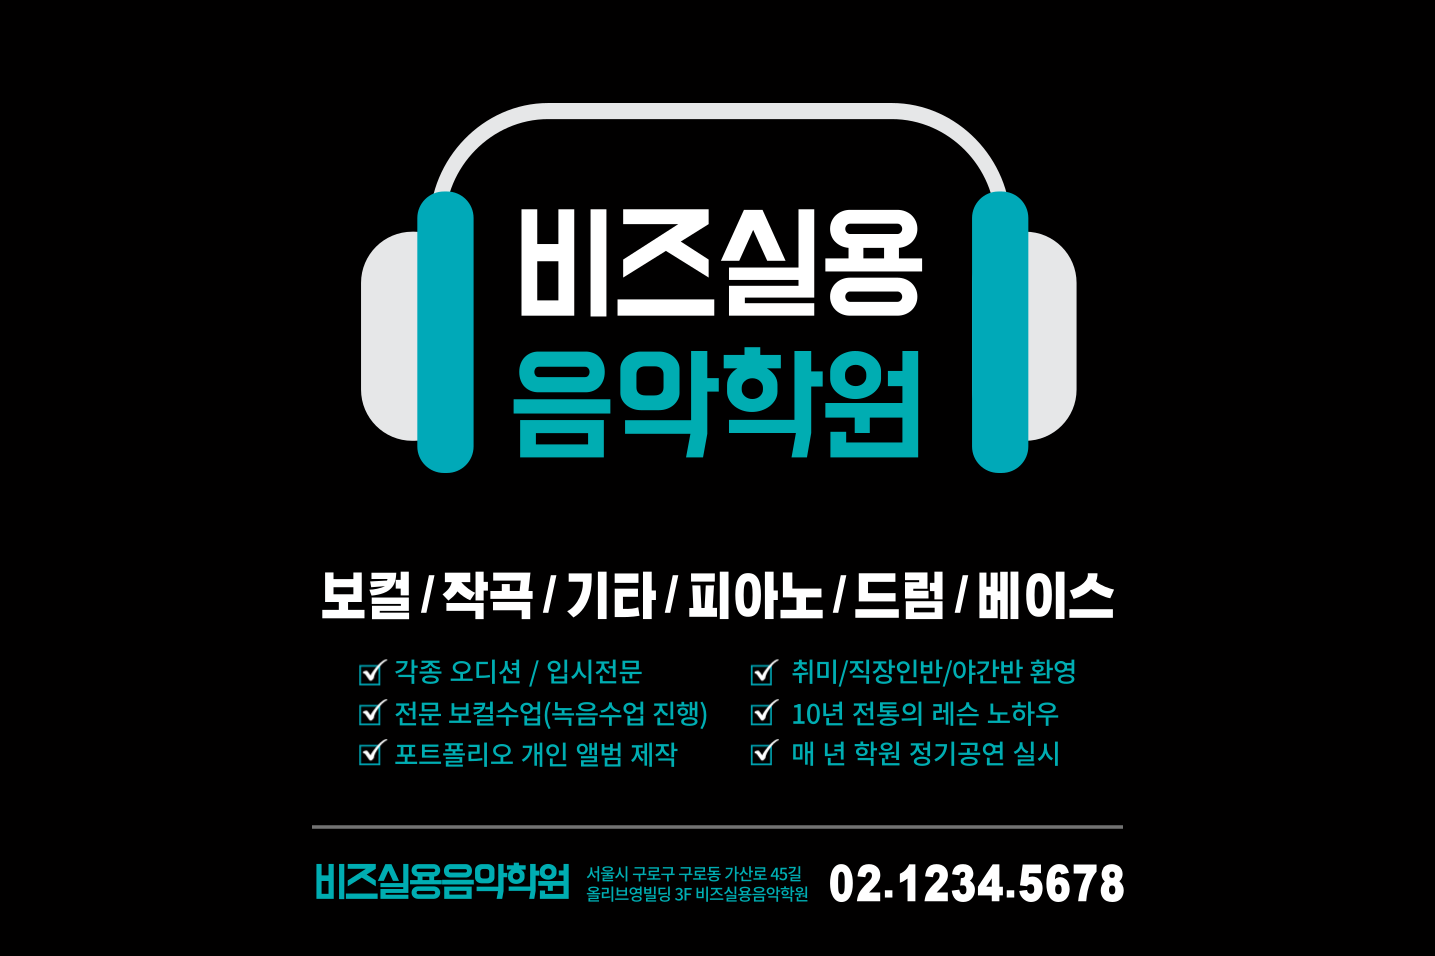 비즈실용
음악학원
보컬 / 작곡 / 기타 / 피아노 / 드럼 / 베이스
각종 오디션 / 입시전문
전문 보컬수업(녹음수업 진행)
포트폴리오 개인 앨범 제작
취미/직장인반/야간반 환영
10년 전통의 레슨 노하우
매 년 학원 정기공연 실시
비즈실용음악학원
서울시 구로구 구로동 가산로 45길
올리브영빌딩 3F 비즈실용음악학원
02.1234.5678